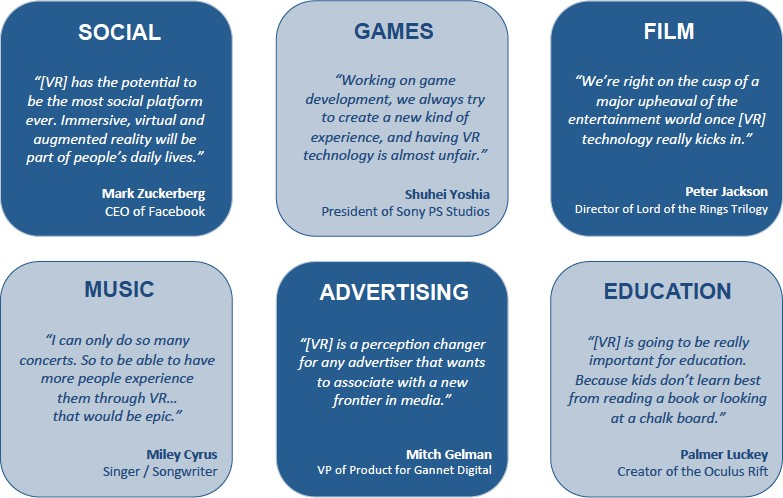 SOCIAL
“[VR] has the potential to
be the most social platform
ever. Immersive, virtual and
augmented reality will be
part of people’s daily lives.”
Mark Zuckerberg
CEO of Facebook
GAMES
“Working on game
development, we always try
to create a new kind of
experience, and having VR
technology is almost unfair.”
Shuhei Yoshia
President of Sony PS Studios
FILM
“We’re right on the cusp of a
major upheaval of the
entertainment world once [VR]
technology really kicks in.”
Peter Jackson
Director of Lord of the Rings Trilogy
MUSIC
“I can only do so many
concerts. So to be able to have
more people experience
them through VR…
that would be epic.”
Miley Cyrus
Singer / Songwriter
ADVERTISING
“[VR] is a perception changer
for any advertiser that wants
to associate with a new
frontier in media.”
Mitch Gelman
VP of Product for Gannet Digital
EDUCATION
“[VR] is going to be really
important for education.
Because kids don’t learn best
from reading a book or looking
at a chalk board.”
Palmer Luckey
Creator of the Oculus Rift